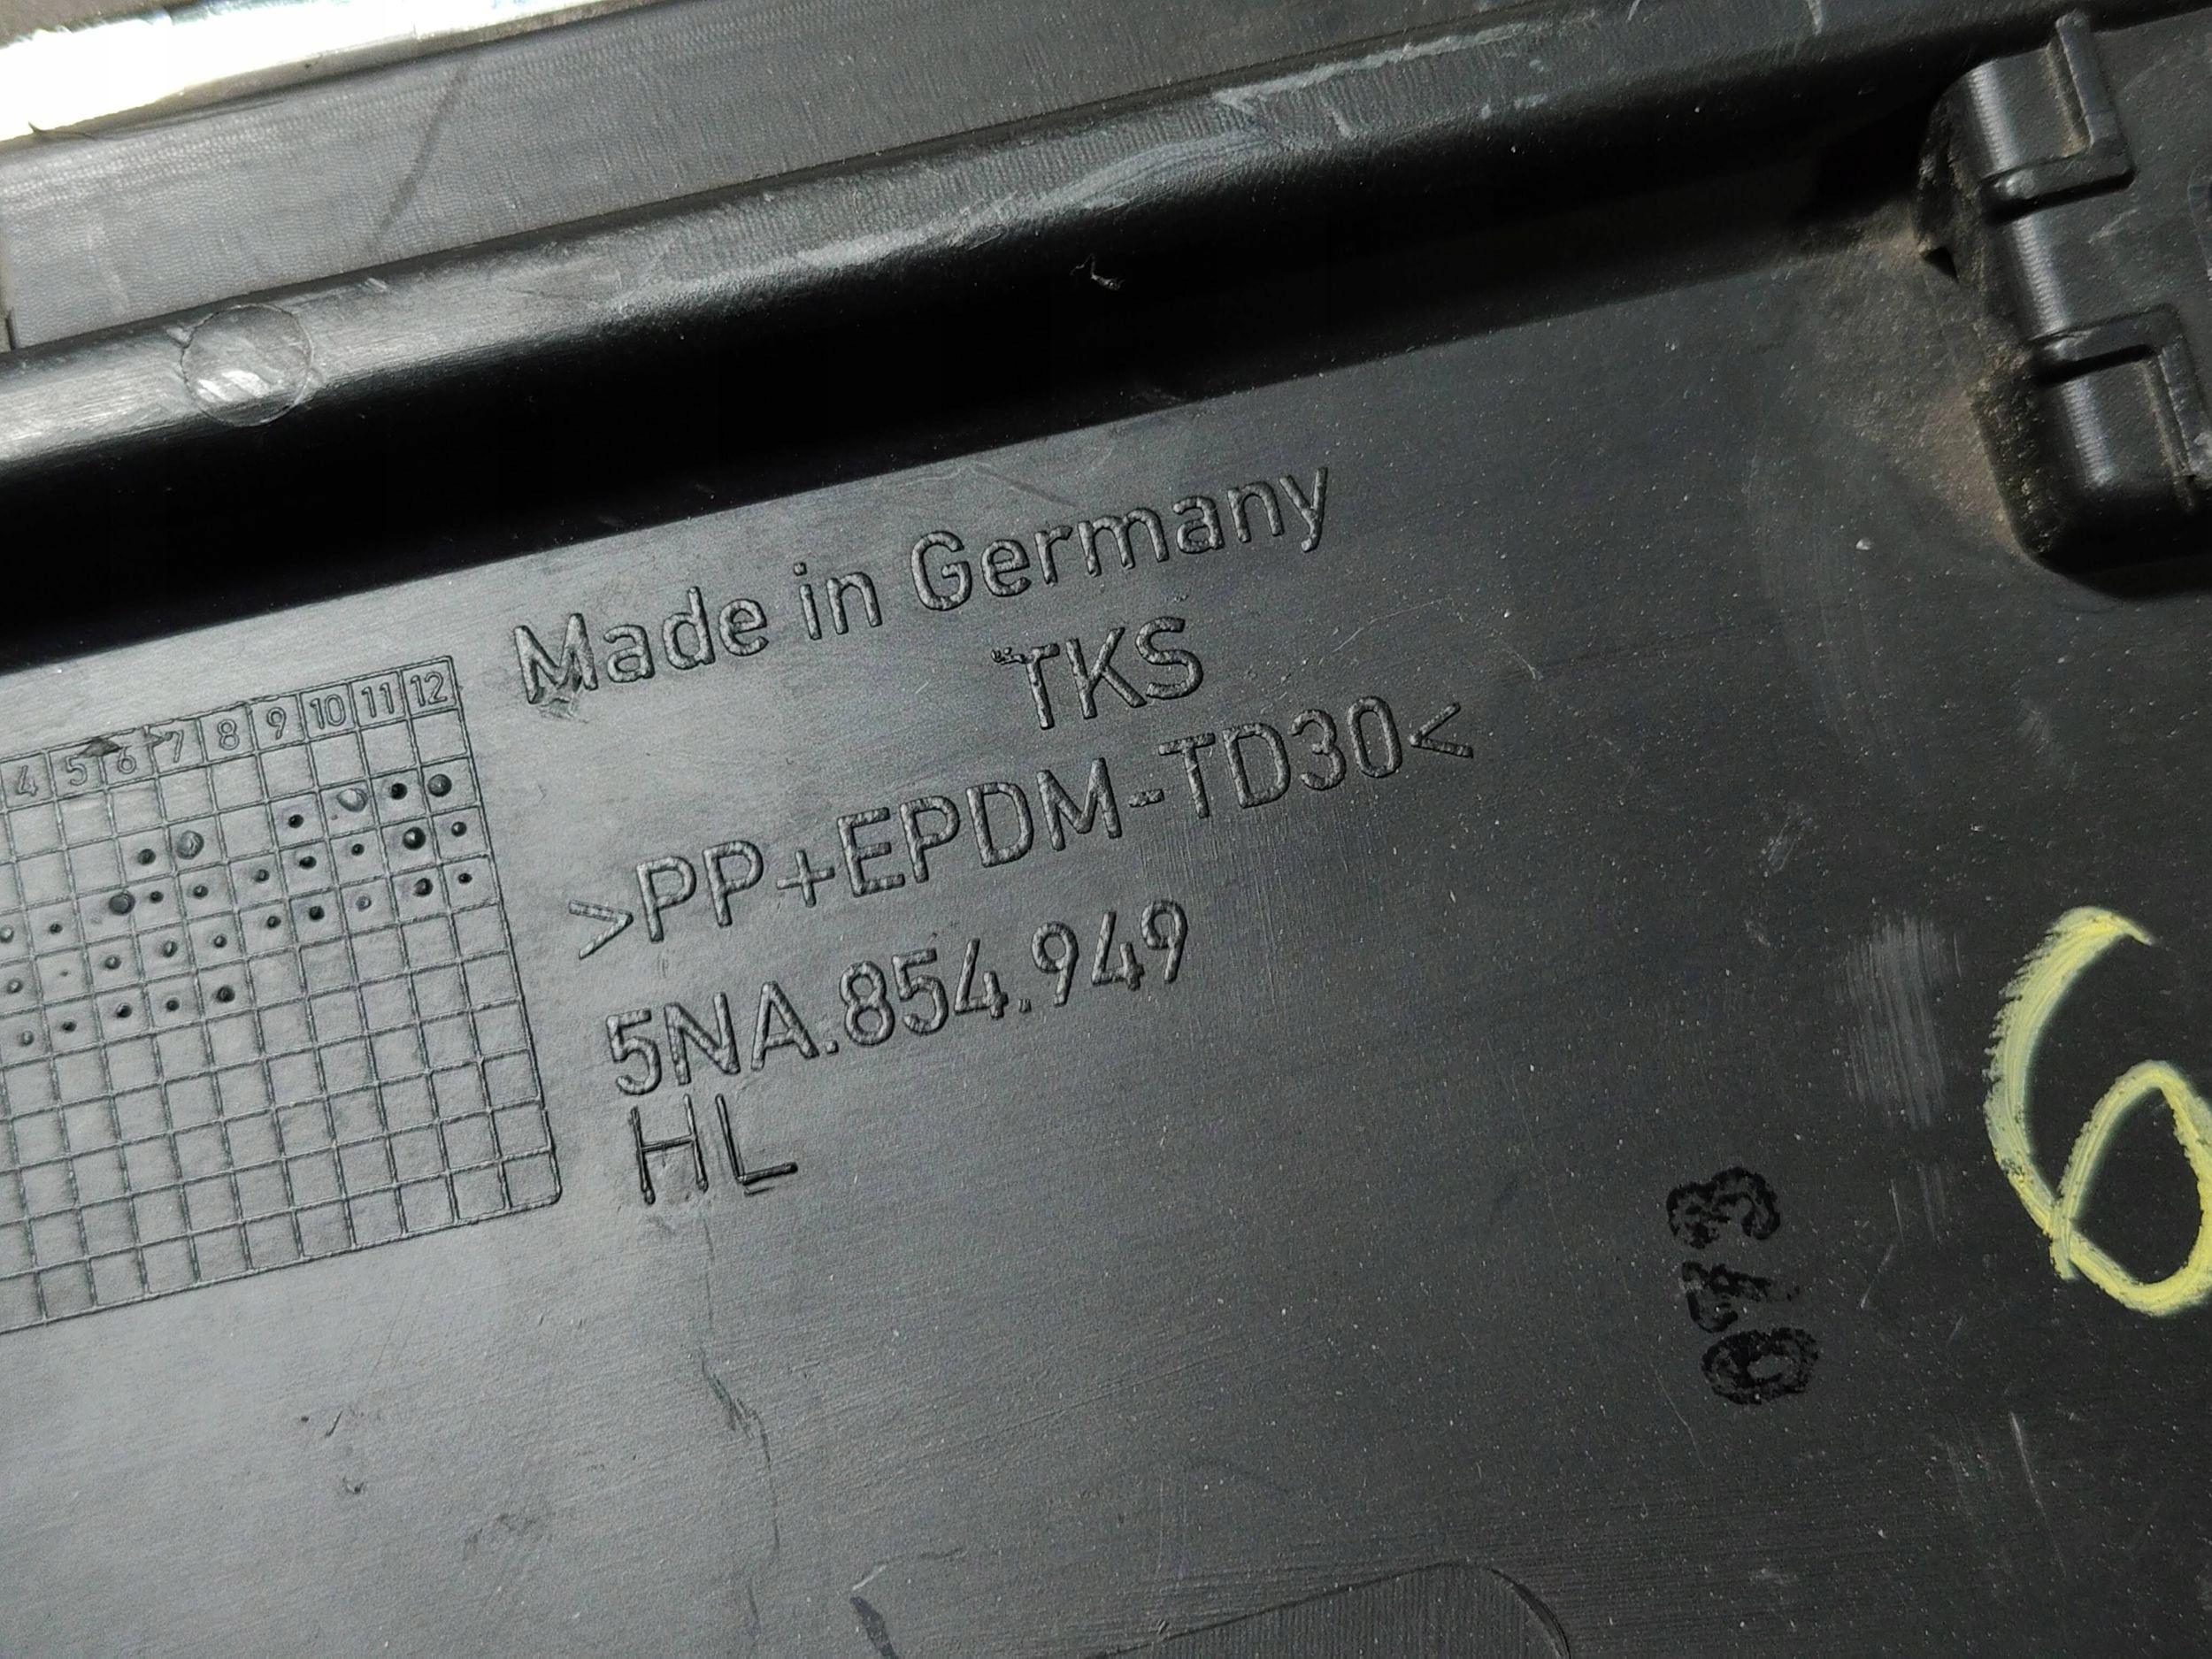 Made in Germany
TKS
>PP+EPDM-TD30<
5NA.854.949
HL
4 5 6 7 8 9 10 11 12
6